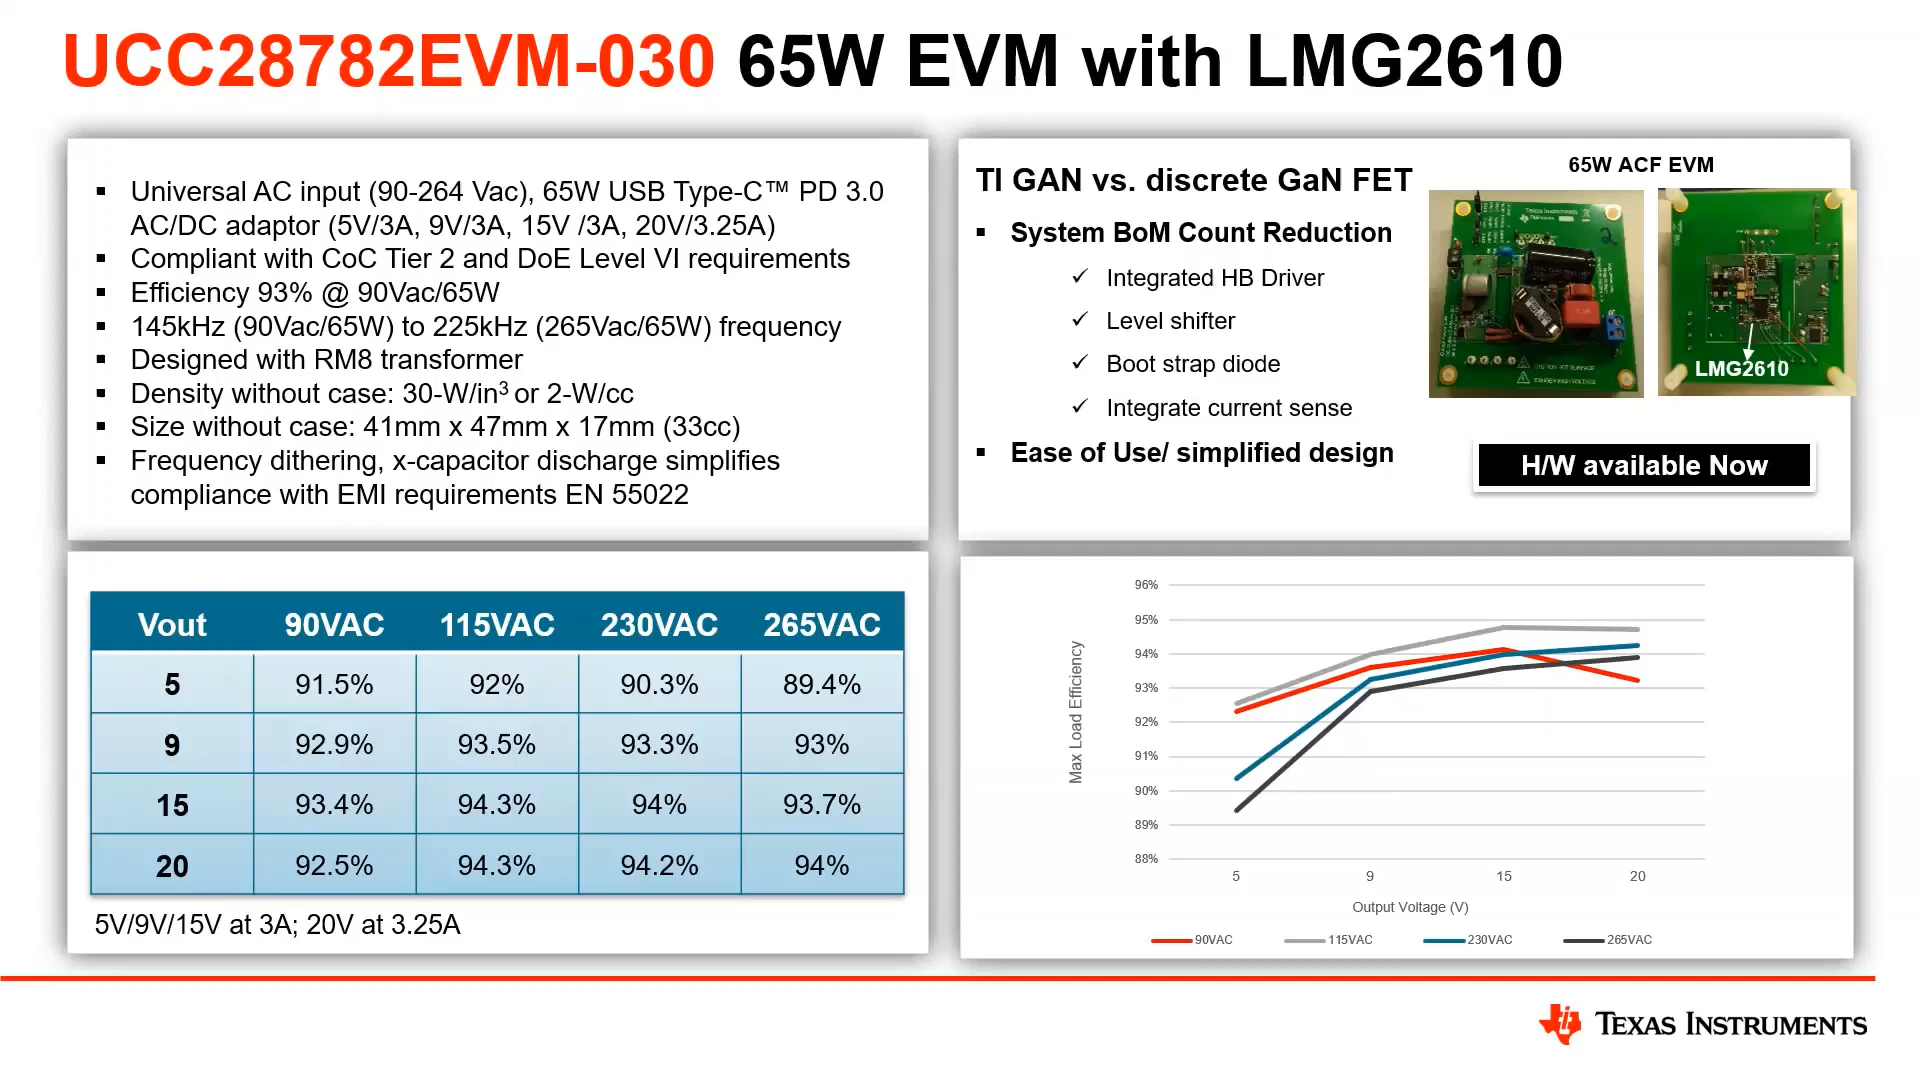 UCC28782EVM-030 65W EVM with LMG2610
▪ Universal AC input (90-264 Vac), 65W USB Type-C™ PD 3.0
AC/DC adaptor (5V/3A, 9V/3A, 15V /3A, 20V/3.25A)
▪ Compliant with CoC Tier 2 and DoE Level VI requirements
▪ Efficiency 93% @ 90Vac/65W
▪ 145kHz (90Vac/65W) to 225kHz (265Vac/65W) frequency
▪ Designed with RM8 transformer
▪ Density without case: 30-W/in³ or 2-W/cc
▪ Size without case: 41mm x 47mm x 17mm (33cc)
▪ Frequency dithering, x-capacitor discharge simplifies
compliance with EMI requirements EN 55022
TI GAN vs. discrete GaN FET
▪ System BoM Count Reduction
✓ Integrated HB Driver
✓ Level shifter
✓ Boot strap diode
✓ Integrate current sense
▪ Ease of Use/ simplified design
65W ACF EVM
Texas Instruments
2
CAUTION HOT SURFACE
DANGER HIGH VOLTAGE
LMG2610
H/W available Now
Vout 90VAC 115VAC 230VAC 265VAC
5 91.5% 92% 90.3% 89.4%
9 92.9% 93.5% 93.3% 93%
15 93.4% 94.3% 94% 93.7%
20 92.5% 94.3% 94.2% 94%
5V/9V/15V at 3A; 20V at 3.25A
Max Load Efficiency
96%
95%
94%
93%
92%
91%
90%
89%
88%
5 9 15 20
Output Voltage (V)
90VAC 115VAC 230VAC 265VAC
TEXAS INSTRUMENTS